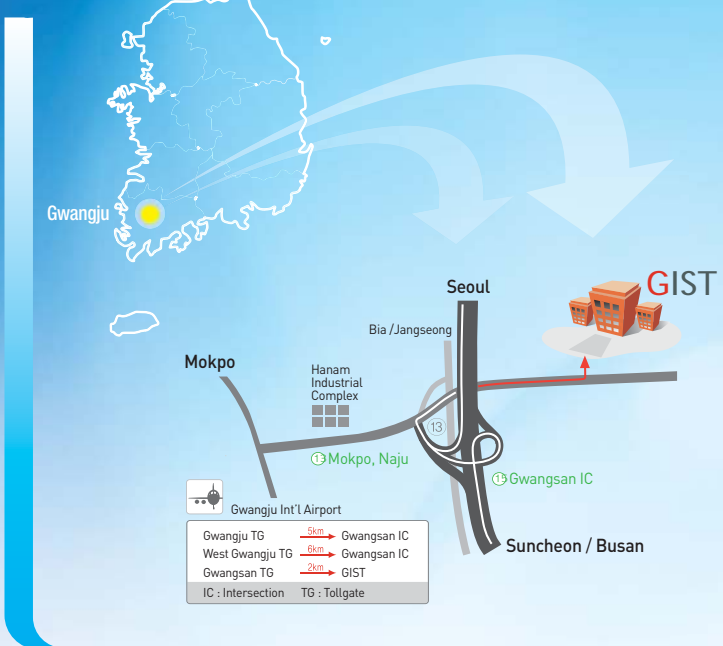 Gwangju
GIST
Seoul
Bia /Jangseong
Mokpo
Hanam
Industrial
Complex
13
13 Mokpo, Naju
15 Gwangsan IC
Gwangju Int'l Airport
Suncheon / Busan
Gwangju TG 5km Gwangsan IC
West Gwangju TG 6km Gwangsan IC
Gwangsan TG 2km GIST
IC : Intersection TG : Tollgate